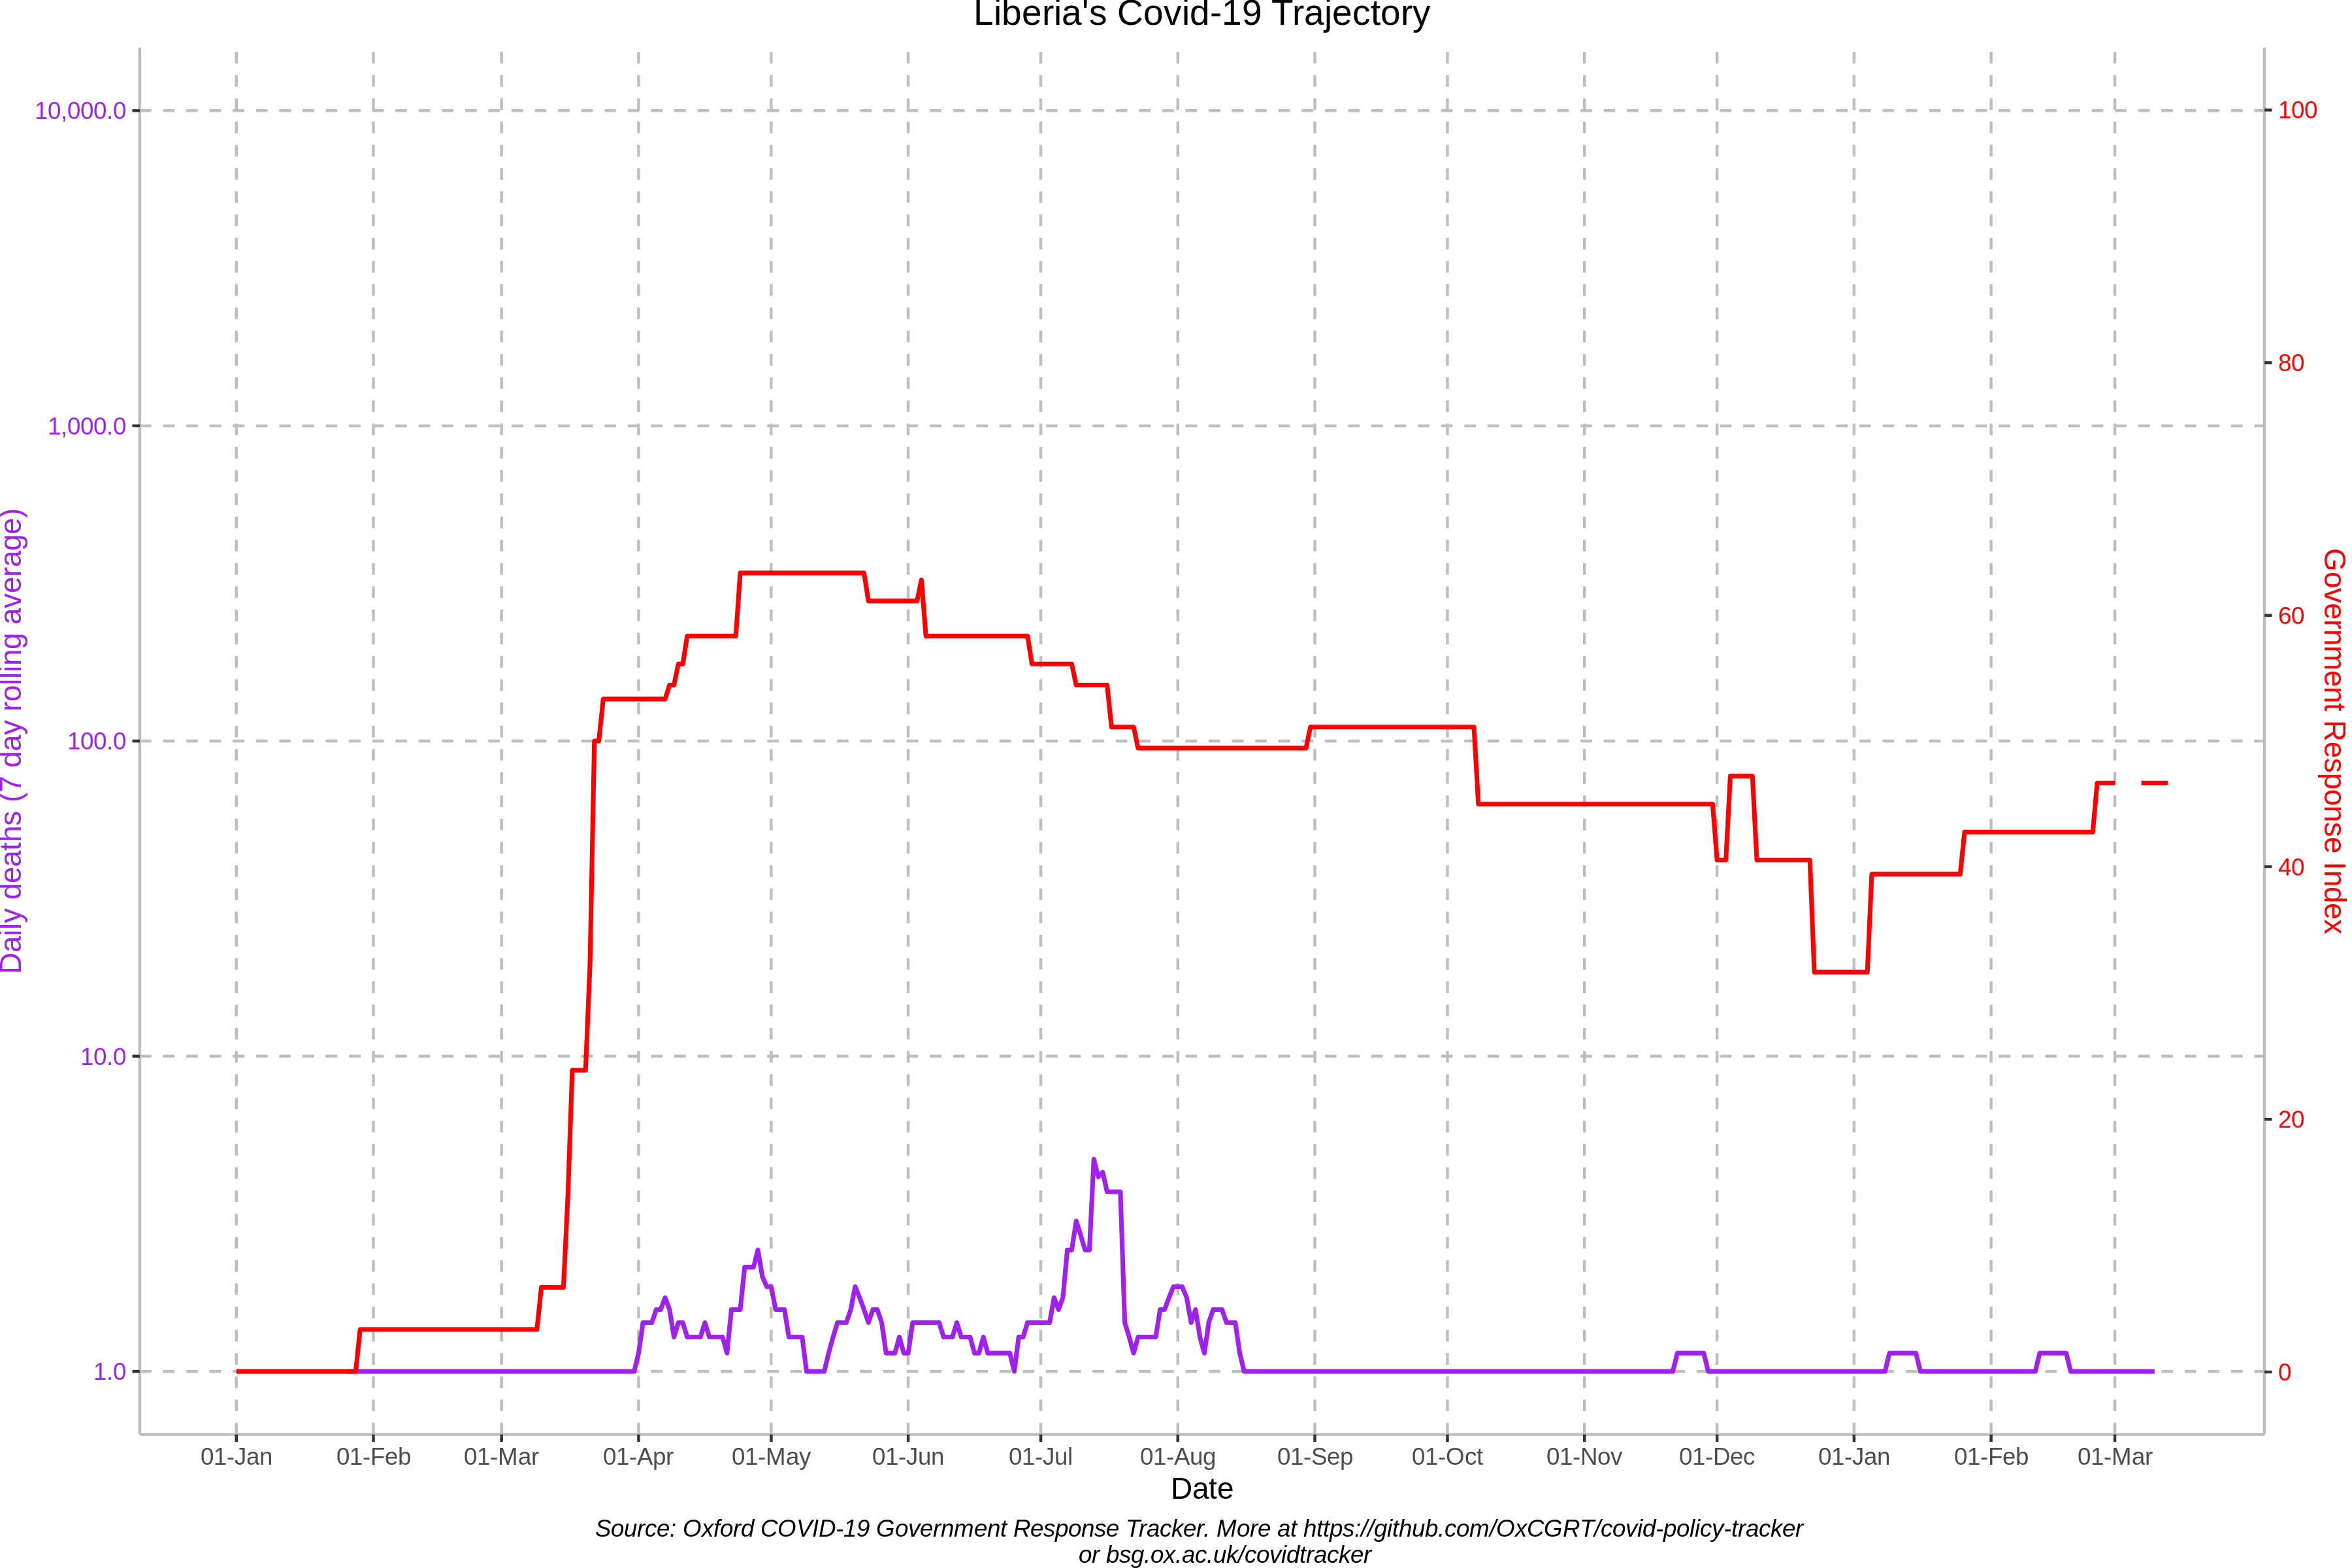 Liberia's Covid-19 Trajectory
10,000.0
1,000.0
100.0
10.0
1.0
Daily deaths (7 day rolling average)
100
80
60
40
20
0
Government Response Index
01-Jan 01-Feb 01-Mar 01-Apr 01-May 01-Jun 01-Jul 01-Aug 01-Sep 01-Oct 01-Nov 01-Dec 01-Jan 01-Feb 01-Mar
Date
Source: Oxford COVID-19 Government Response Tracker. More at https://github.com/OxCGRT/covid-policy-tracker
or bsg.ox.ac.uk/covidtracker